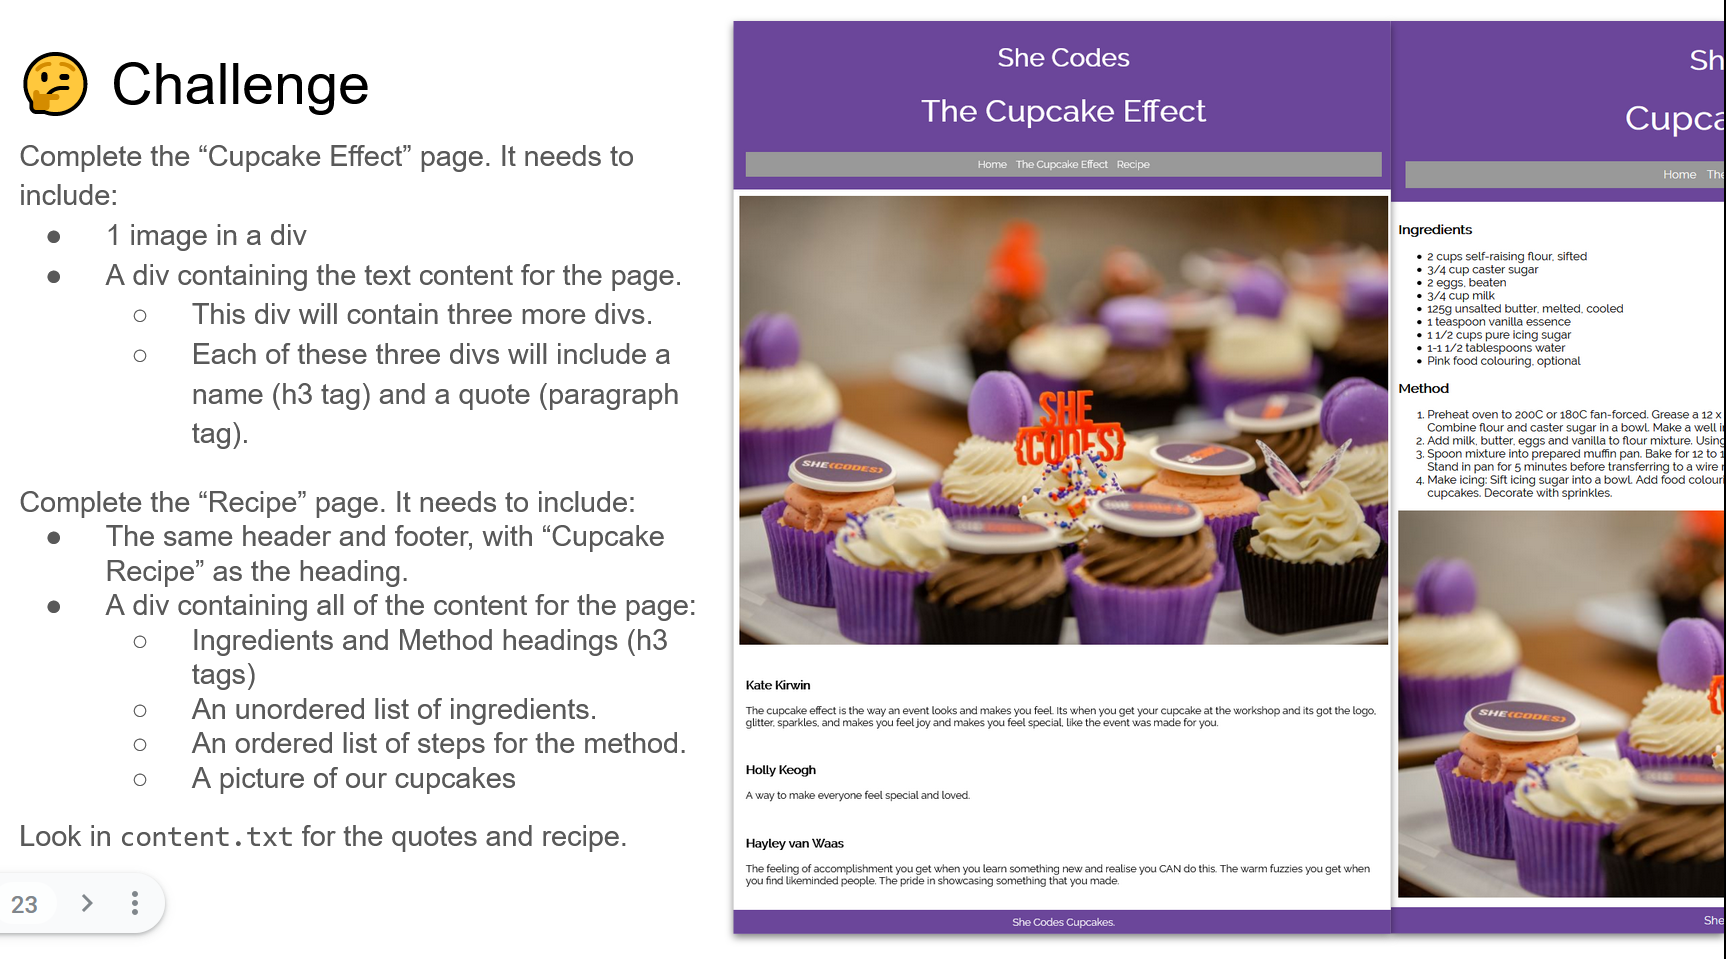 Challenge
Complete the “Cupcake Effect” page. It needs to
include:
● 1 image in a div
● A div containing the text content for the page.
○ This div will contain three more divs.
○ Each of these three divs will include a
name (h3 tag) and a quote (paragraph
tag).
Complete the “Recipe” page. It needs to include:
● The same header and footer, with “Cupcake
Recipe” as the heading.
● A div containing all of the content for the page:
○ Ingredients and Method headings (h3
tags)
○ An unordered list of ingredients.
○ An ordered list of steps for the method.
○ A picture of our cupcakes
Look in content.txt for the quotes and recipe.
23
She Codes
The Cupcake Effect
Home The Cupcake Effect Recipe
SHE
{CODES}
SHE{CODES}
Kate Kirwin
The cupcake effect is the way an event looks and makes you feel. Its when you get your cupcake at the workshop and its got the logo,
glitter, sparkles, and makes you feel joy and makes you feel special, like the event was made for you.
Holly Keogh
A way to make everyone feel special and loved.
Hayley van Waas
The feeling of accomplishment you get when you learn something new and realise you CAN do this. The warm fuzzies you get when
you find likeminded people. The pride in showcasing something that you made.
She Codes Cupcakes.
Sh
Cupca
Home The
Ingredients
• 2 cups self-raising flour, sifted
• 3/4 cup caster sugar
• 2 eggs, beaten
• 3/4 cup milk
• 125g unsalted butter, melted, cooled
• 1 teaspoon vanilla essence
• 1 1/2 cups pure icing sugar
• 1-1 1/2 tablespoons water
• Pink food colouring, optional
Method
1. Preheat oven to 200C or 180C fan-forced. Grease a 12 x
Combine flour and caster sugar in a bowl. Make a well i
2. Add milk, butter, eggs and vanilla to flour mixture. Using
3. Spoon mixture into prepared muffin pan. Bake for 12 to 1
Stand in pan for 5 minutes before transferring to a wire r
4. Make icing: Sift icing sugar into a bowl. Add food colouri
cupcakes. Decorate with sprinkles.
SHE{CODES}
She